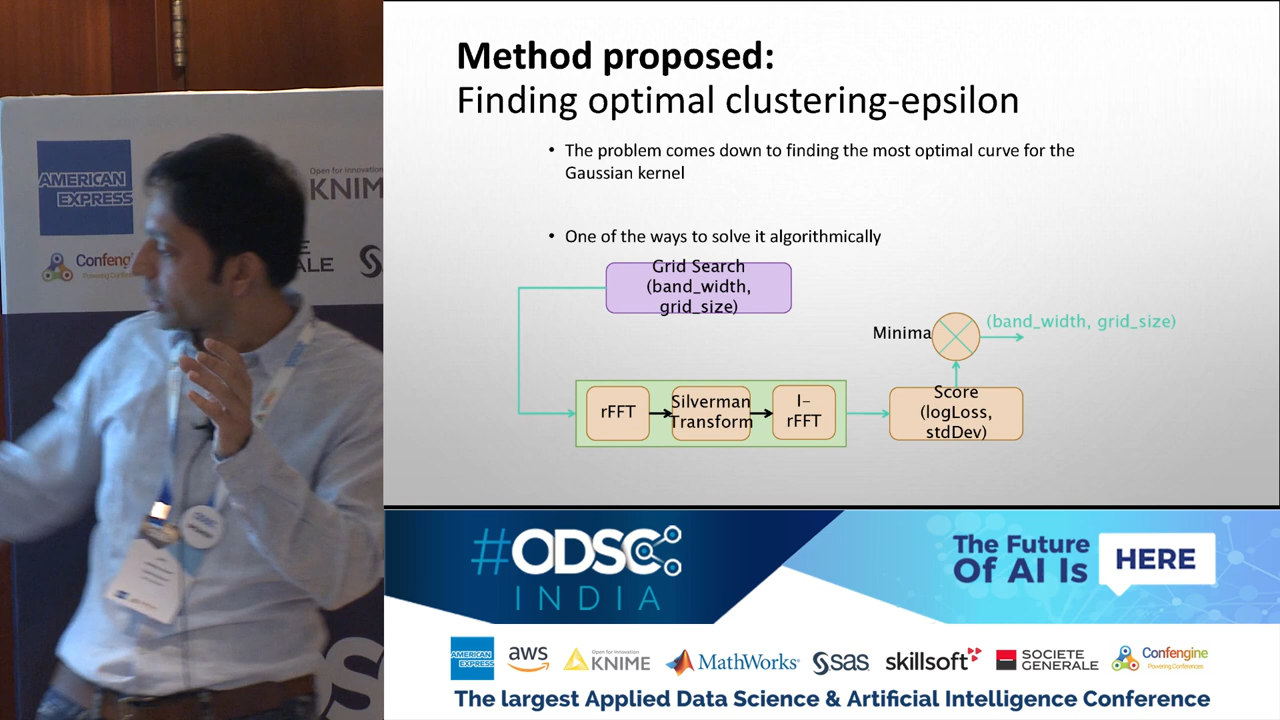 Method proposed:
Finding optimal clustering-epsilon
• The problem comes down to finding the most optimal curve for the
Gaussian kernel
• One of the ways to solve it algorithmically
Grid Search
(band_width,
grid_size)
Minima
(band_width, grid_size)
rFFT
Silverman
Transform
I-
rFFT
Score
(logLoss,
stdDev)
AMERICAN
EXPRESS
Open for Innovation
KNIME
Confengi
Powering Confere
ALE
#ODSC
INDIA
The Future
Of AI Is
HERE
AMERICAN
EXPRESS
aws
Open for Innovation
KNIME
MathWorks®
sas
skillsoft
SOCIETE
GENERALE
Confengine
Powering Conferences
The largest Applied Data Science & Artificial Intelligence Conference